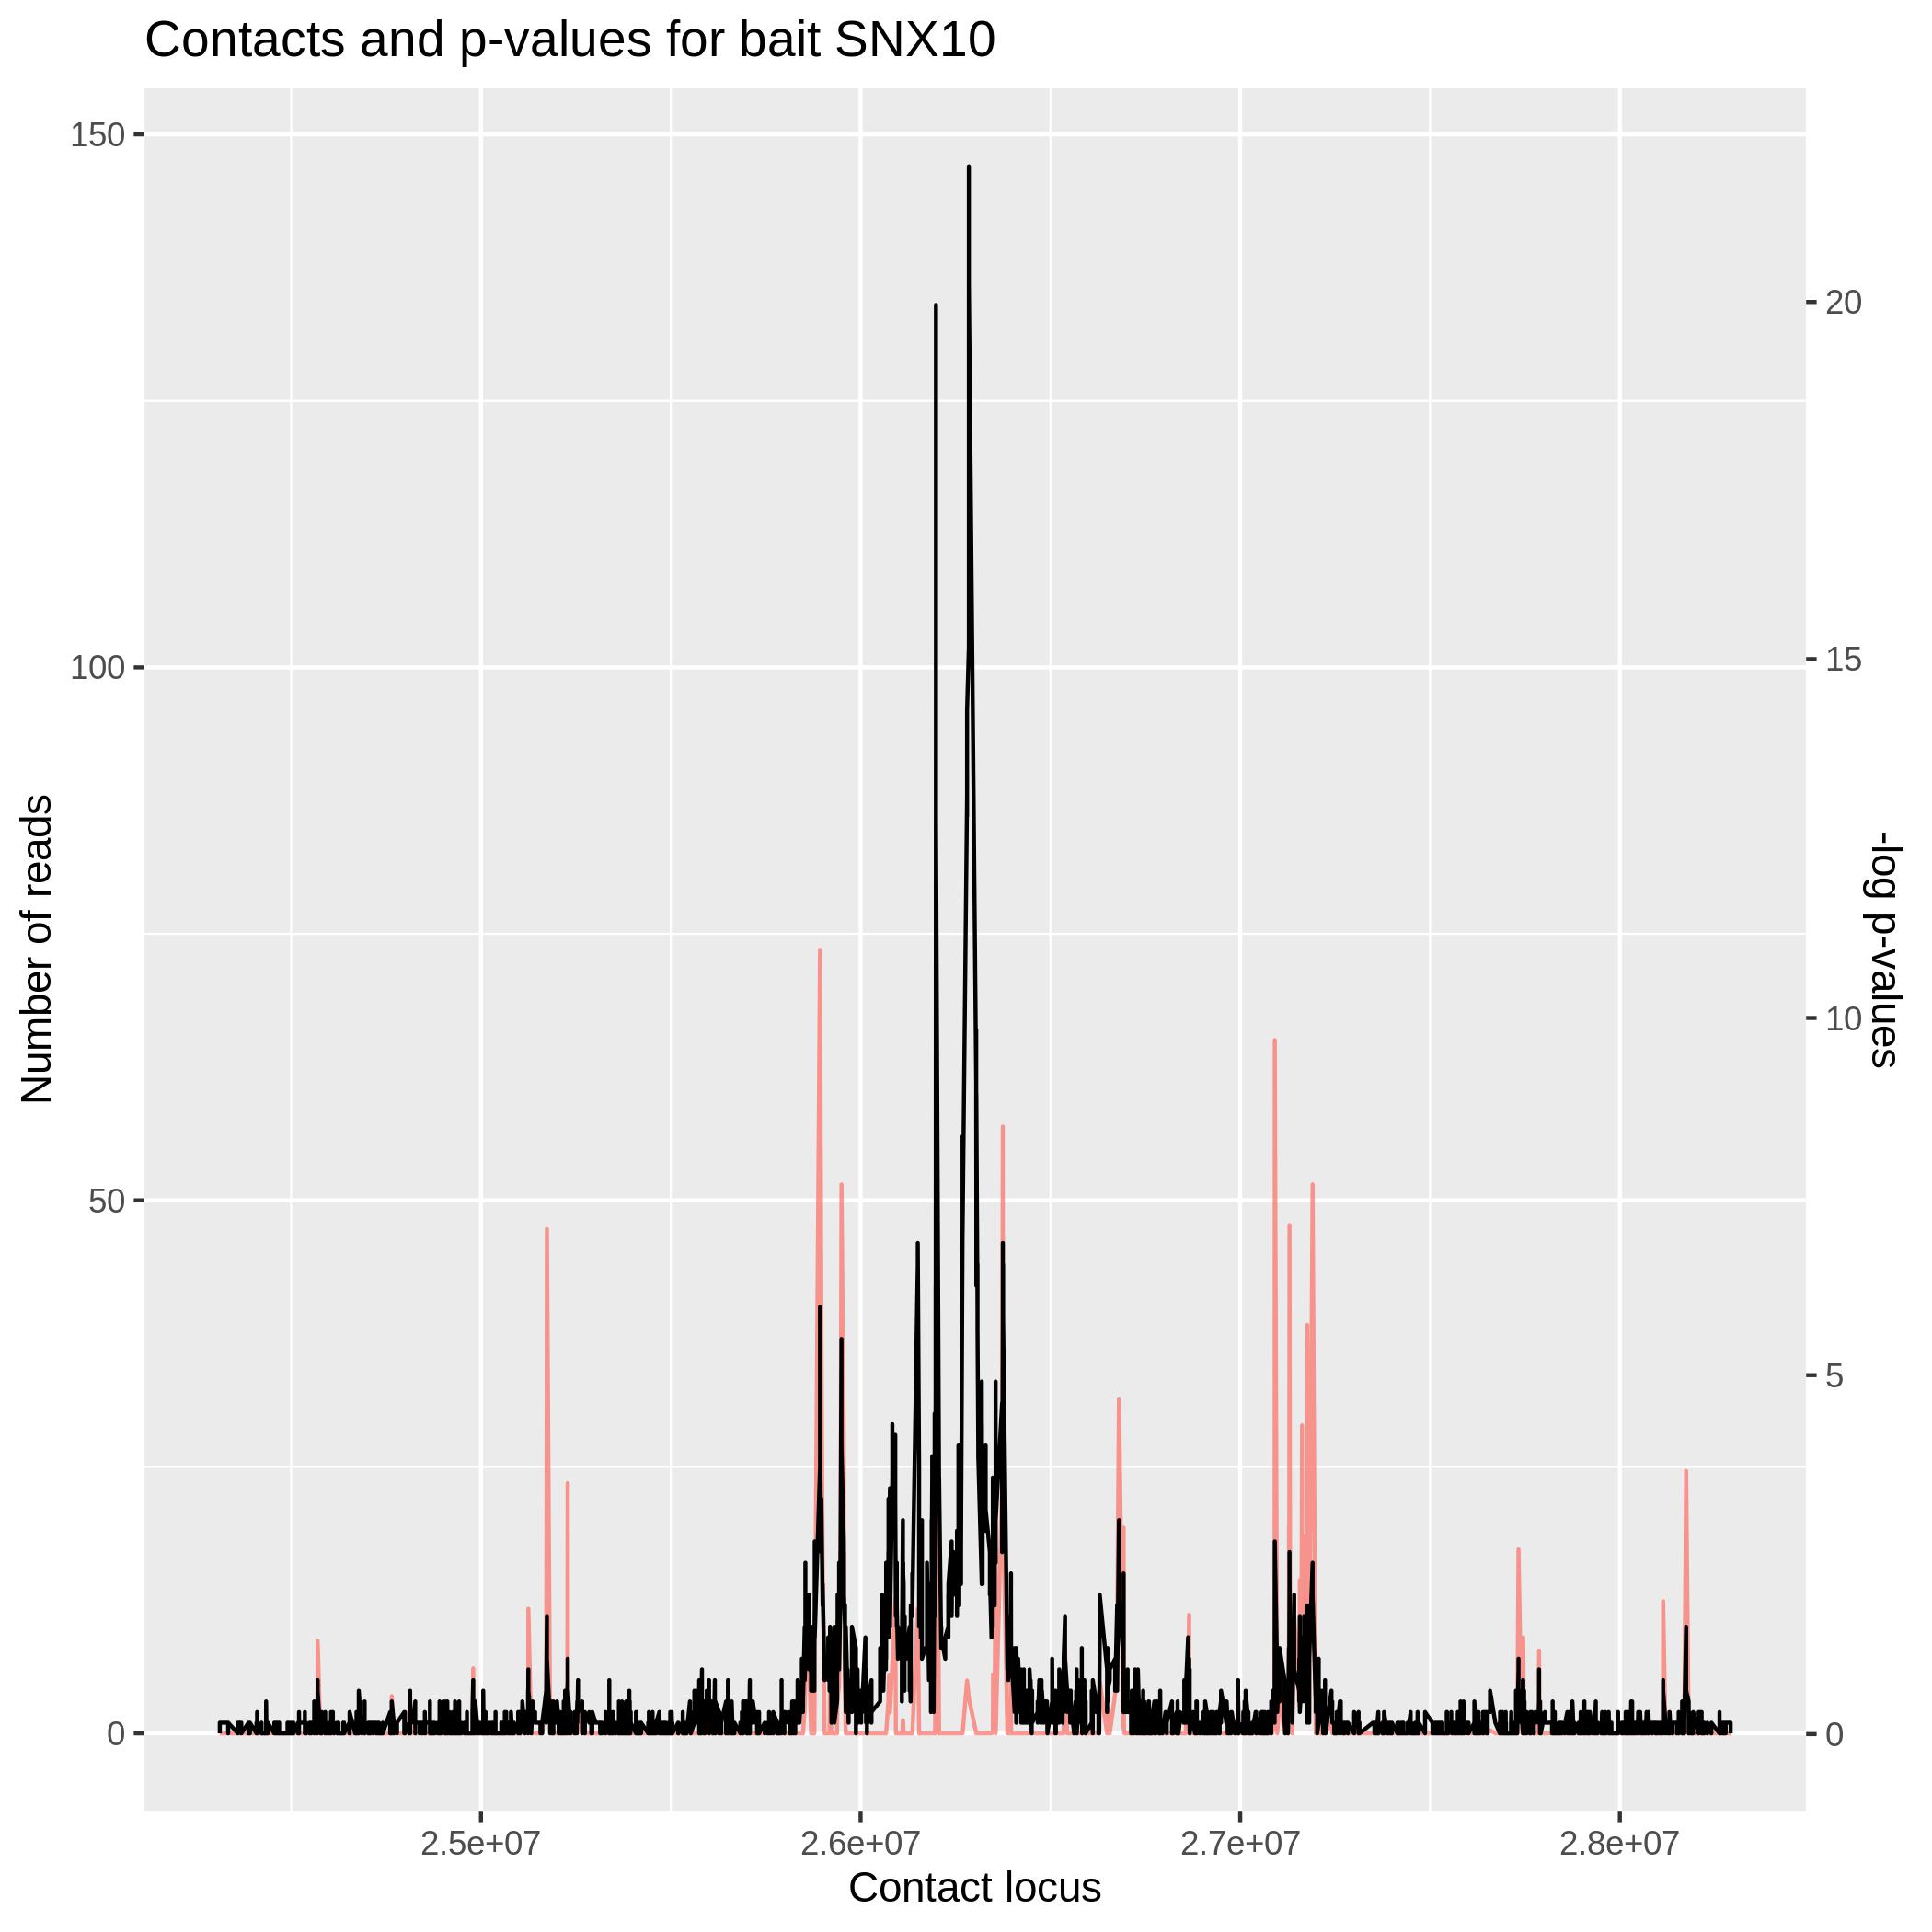 Contacts and p-values for bait SNX10
150
100
50
0
Number of reads
20
15
10
5
0
-log p-values
2.5e+07
2.6e+07
2.7e+07
2.8e+07
Contact locus